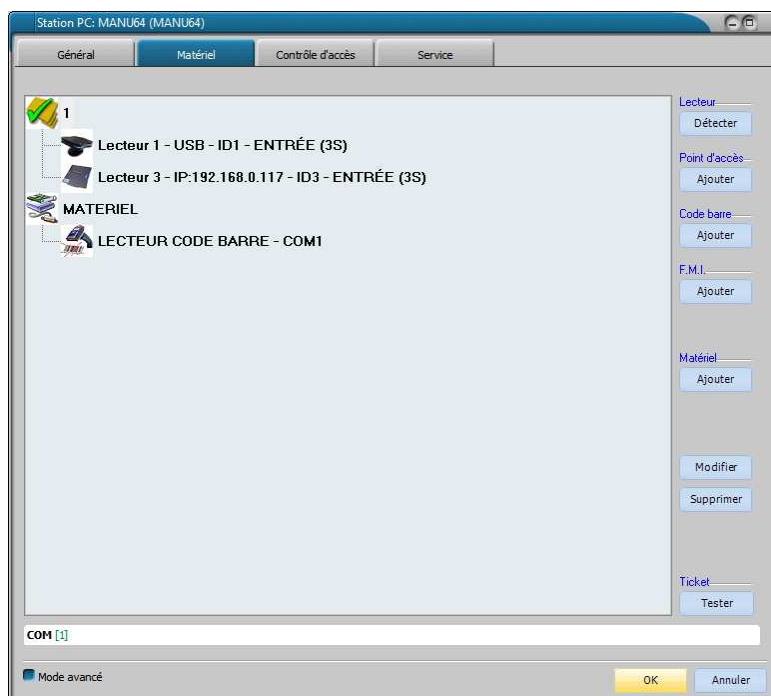 Station PC: MANU64 (MANU64)
Général Matériel Contrôle d'accès Service
1
Lecteur 1 - USB - ID1 - ENTRÉE (3S)
Lecteur 3 - IP:192.168.0.117 - ID3 - ENTRÉE (3S)
MATERIEL
LECTEUR CODE BARRE - COM1
Lecteur
Détecter
Point d'accès
Ajouter
Code barre
Ajouter
F.M.I.
Ajouter
Matériel
Ajouter
Modifier
Supprimer
Ticket
Tester
COM [1]
Mode avancé
OK Annuler